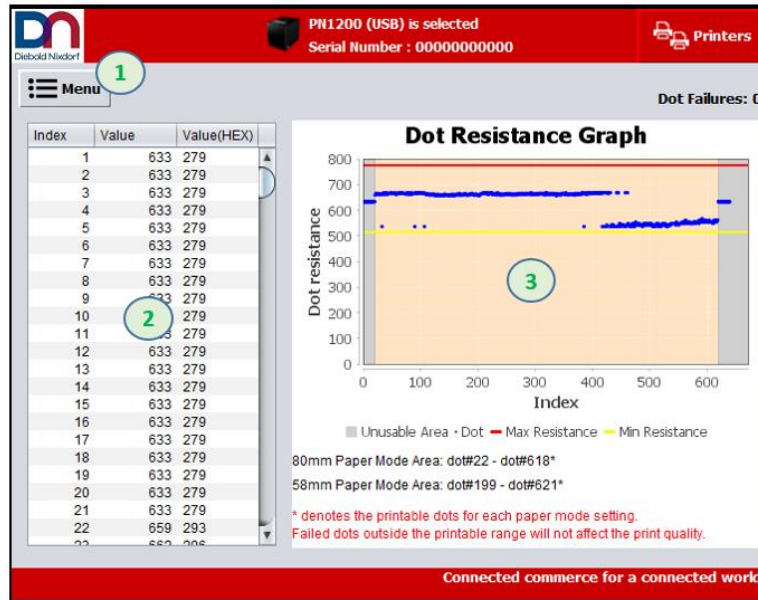 DN
Diebold Nixdorf
PN1200 (USB) is selected
Serial Number : 00000000000
Printers
1
Menu
Dot Failures: 0
Index Value Value(HEX)
1 633 279
2 633 279
3 633 279
4 633 279
5 633 279
6 633 279
7 633 279
8 633 279
9 633 279
10 279
11 3 279
12 633 279
13 633 279
14 633 279
15 633 279
16 633 279
17 633 279
18 633 279
19 633 279
20 633 279
21 633 279
22 659 293
2
Dot Resistance Graph
800
700
600
500
400
300
200
100
0
Dot resistance
3
0 100 200 300 400 500 600
Index
Unusable Area Dot Max Resistance Min Resistance
80mm Paper Mode Area: dot#22 - dot#618*
58mm Paper Mode Area: dot#199 - dot#621*
* denotes the printable dots for each paper mode setting.
Failed dots outside the printable range will not affect the print quality.
Connected commerce for a connected worl